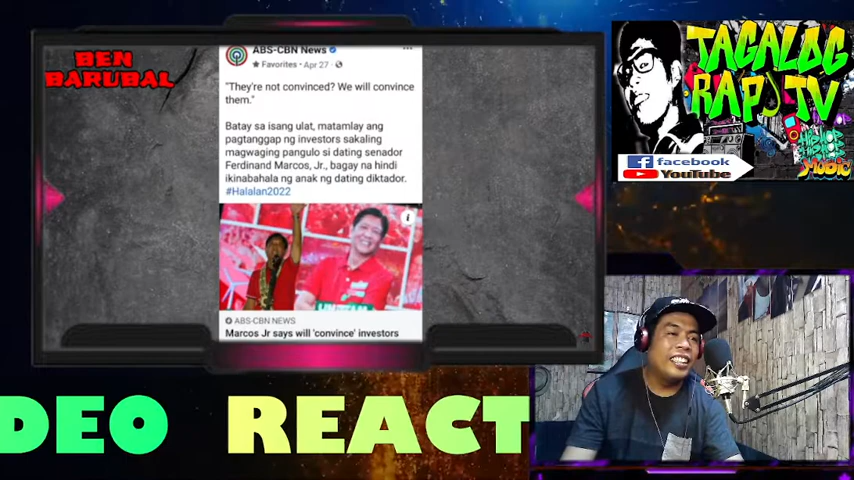 BEN
BARUBAL
ABS-CBN News
Favorites • Apr 27 •
"They're not convinced? We will convince
them."
Batay sa isang ulat, matamlay ang
pagtanggap ng investors sakaling
magwaging pangulo si dating senador
Ferdinand Marcos, Jr., bagay na hindi
ikinabahala ng anak ng dating diktador.
#Halalan2022
ABS-CBN NEWS
Marcos Jr says will 'convince' investors
TAGALOG
RAP TV
HIPHOP
MUSIC
facebook
YouTube
DEO REACT